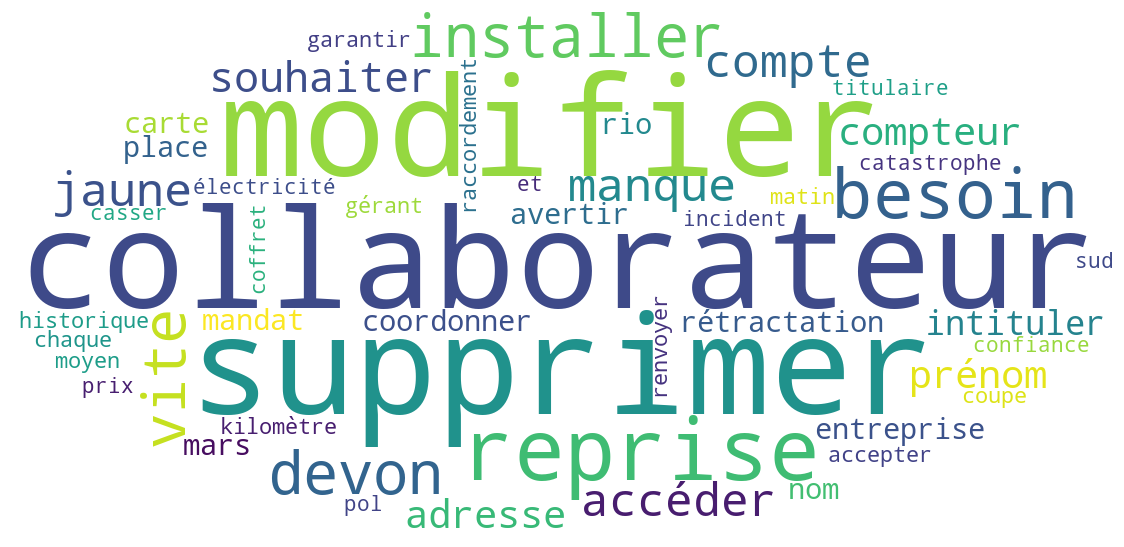 garantir
installer
souhaiter
compte
modifier
raccordement
titulaire
carte
rio
compteur
place
catastrophe
jaune
électricité
et
manque
matin
besoin
casser
gérant
avertir
incident
coffret
collaborateur
sud
historique
mandat
coordonner
renvoyer
rétractation
intituler
chaque
vite
supprimer
confiance
moyen
prénom
prix
coupe
kilomètre
mars
reprise
entreprise
accepter
devon
accéder
nom
pol
adresse